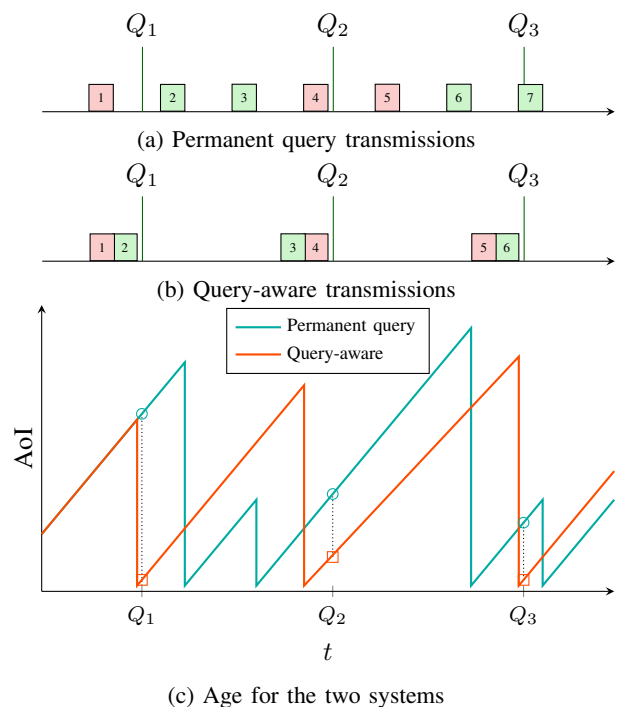 Q1 Q2 Q3
1 2 3 4 5 6 7
(a) Permanent query transmissions
Q1 Q2 Q3
1 2 3 4 5 6
(b) Query-aware transmissions
Permanent query
Query-aware
AoI
Q1 Q2 Q3
t
(c) Age for the two systems